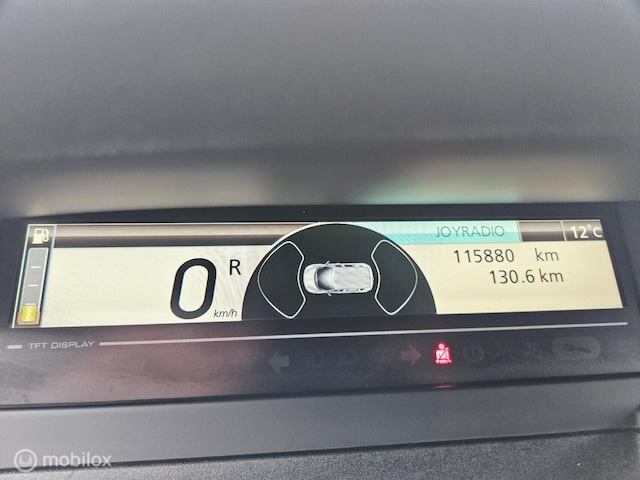 JOYRADIO
12°C
0 R
km/h
115880 km
130.6 km
TFT DISPLAY
mobilox